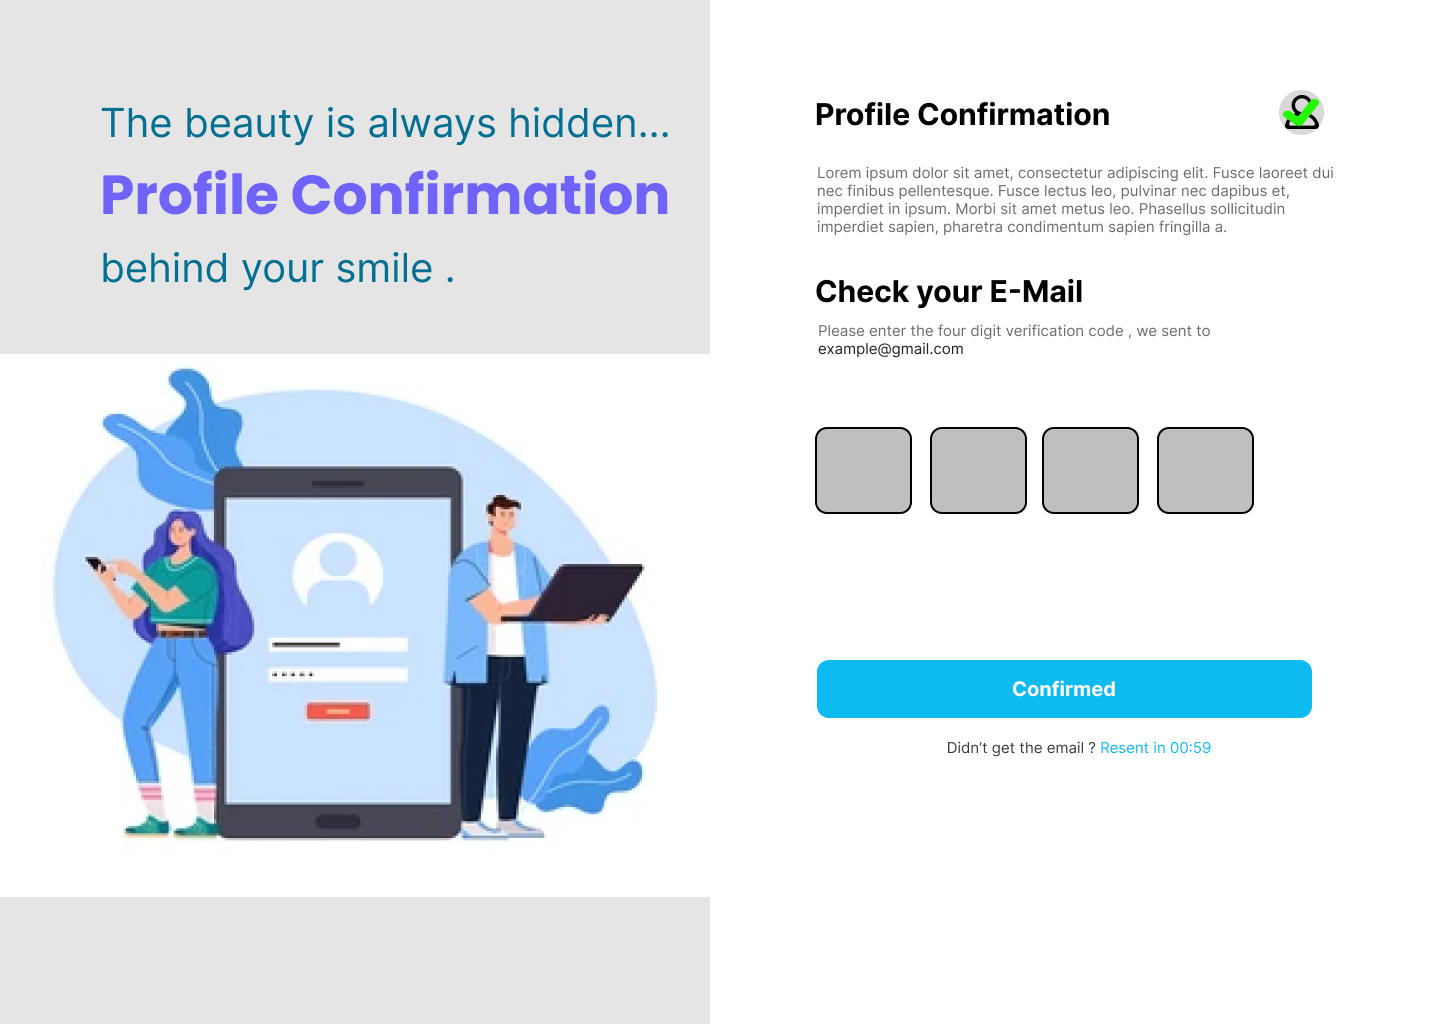 The beauty is always hidden...
Profile Confirmation
behind your smile .
Profile Confirmation
Lorem ipsum dolor sit amet, consectetur adipiscing elit. Fusce laoreet dui
nec finibus pellentesque. Fusce lectus leo, pulvinar nec dapibus et,
imperdiet in ipsum. Morbi sit amet metus leo. Phasellus sollicitudin
imperdiet sapien, pharetra condimentum sapien fringilla a.
Check your E-Mail
Please enter the four digit verification code , we sent to
example@gmail.com
Confirmed
Didn't get the email ? Resent in 00:59